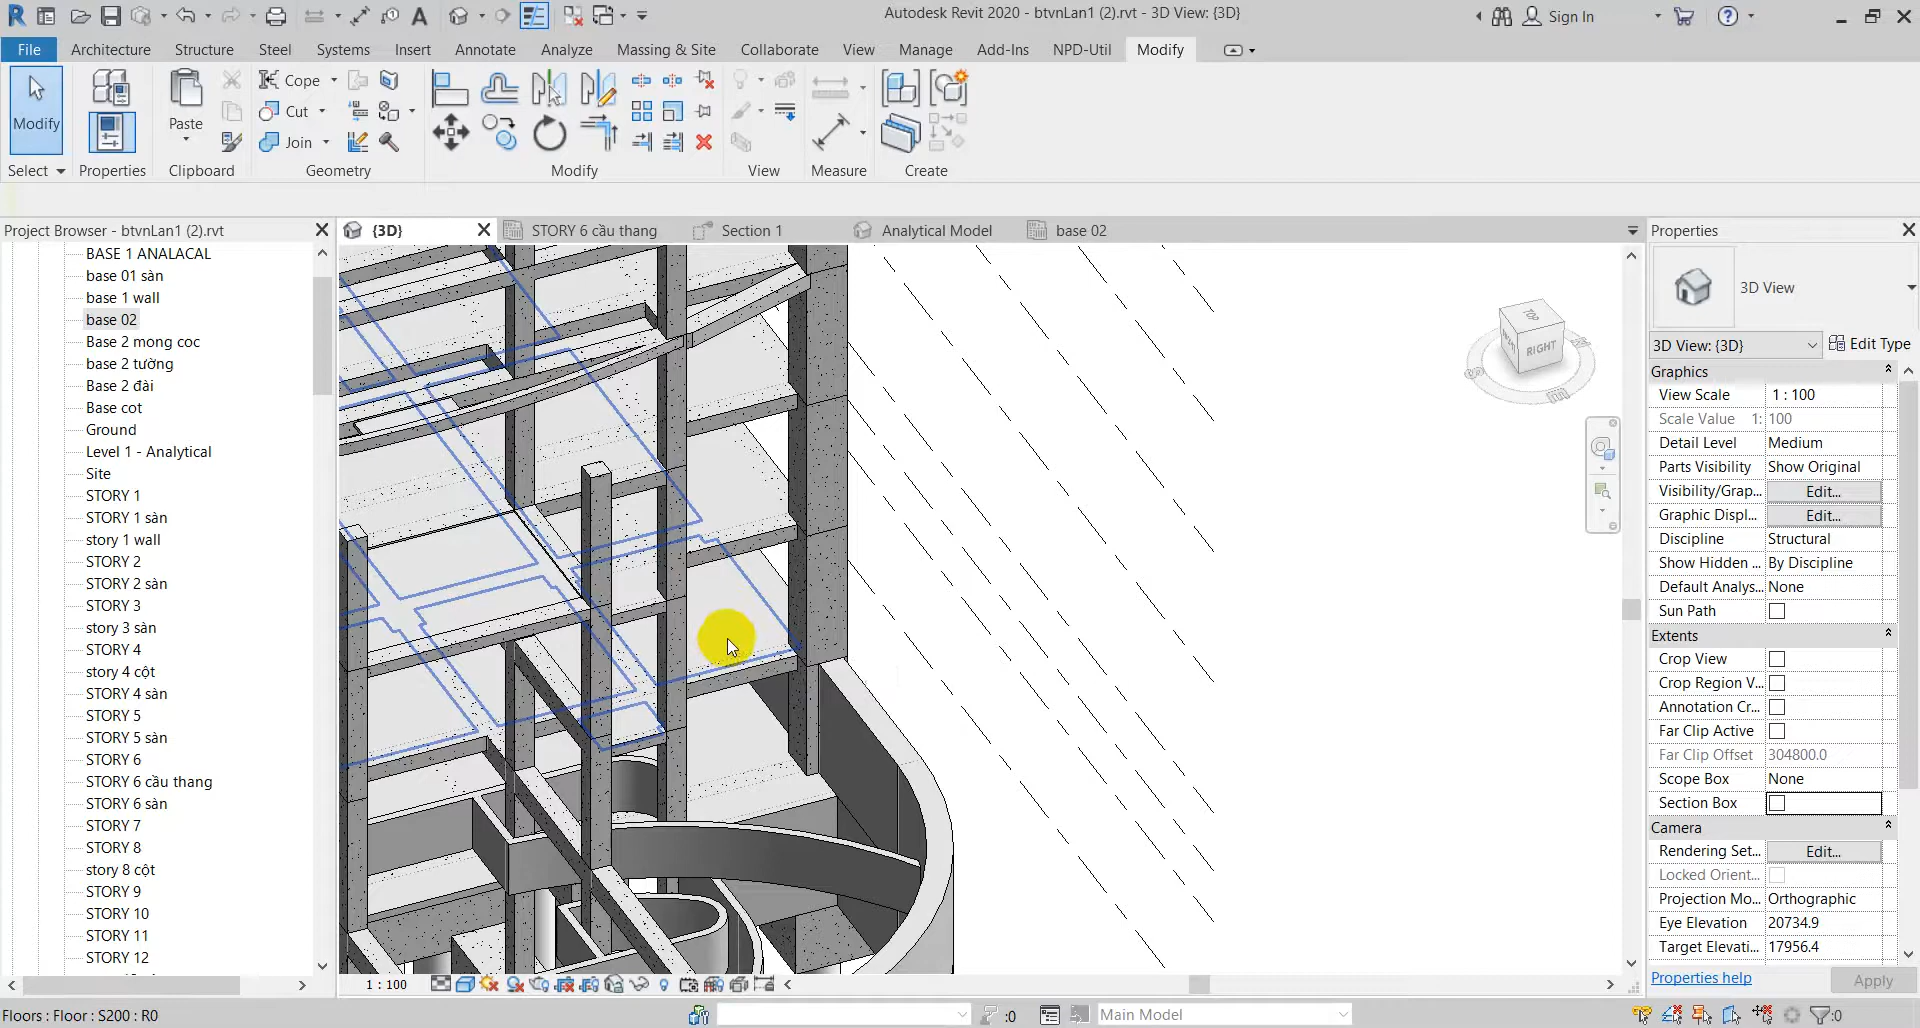 Autodesk Revit 2020 - btvnLan1 (2).rvt - 3D View: {3D}
Sign In
File Architecture Structure Steel Systems Insert Annotate Analyze Massing & Site Collaborate View Manage Add-Ins NPD-Util Modify
Modify
Paste
Cope
Cut
Join
Select Properties Clipboard Geometry Modify View Measure Create
Project Browser - btvnLan1 (2).rvt
{3D} STORY 6 cầu thang Section 1 Analytical Model base 02
Properties
BASE 1 ANALACAL
base 01 sàn
base 1 wall
base 02
Base 2 mong coc
base 2 tường
Base 2 đài
Base cot
Ground
Level 1 - Analytical
Site
STORY 1
STORY 1 sàn
story 1 wall
STORY 2
STORY 2 sàn
STORY 3
story 3 sàn
STORY 4
story 4 cột
STORY 4 sàn
STORY 5
STORY 5 sàn
STORY 6
STORY 6 cầu thang
STORY 6 sàn
STORY 7
STORY 8
story 8 cột
STORY 9
STORY 10
STORY 11
STORY 12
TOP
RIGHT
3D View
3D View: {3D} Edit Type
Graphics
View Scale 1 : 100
Scale Value 1: 100
Detail Level Medium
Parts Visibility Show Original
Visibility/Grap... Edit...
Graphic Displ... Edit...
Discipline Structural
Show Hidden ... By Discipline
Default Analys... None
Sun Path
Extents
Crop View
Crop Region V...
Annotation Cr...
Far Clip Active
Far Clip Offset 304800.0
Scope Box None
Section Box
Camera
Rendering Set... Edit...
Locked Orient...
Projection Mo... Orthographic
Eye Elevation 20734.9
Target Elevati... 17956.4
Properties help Apply
1 : 100
Floors : Floor : S200 : R0
:0
Main Model
:0